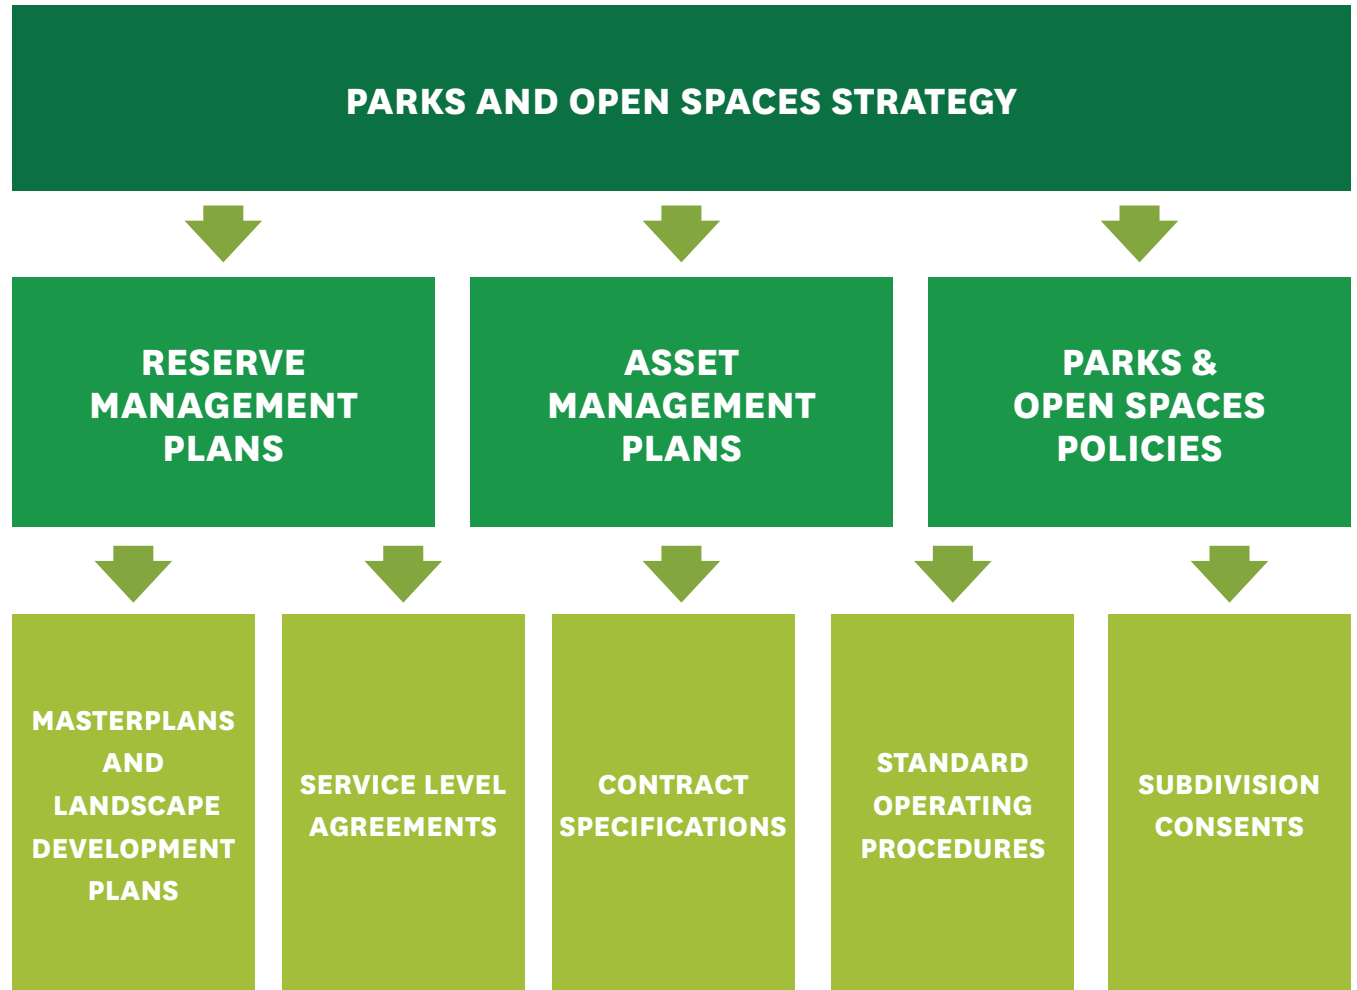 PARKS AND OPEN SPACES STRATEGY
RESERVE
MANAGEMENT
PLANS
ASSET
MANAGEMENT
PLANS
PARKS &
OPEN SPACES
POLICIES
MASTERPLANS
AND
LANDSCAPE
DEVELOPMENT
PLANS
SERVICE LEVEL
AGREEMENTS
CONTRACT
SPECIFICATIONS
STANDARD
OPERATING
PROCEDURES
SUBDIVISION
CONSENTS